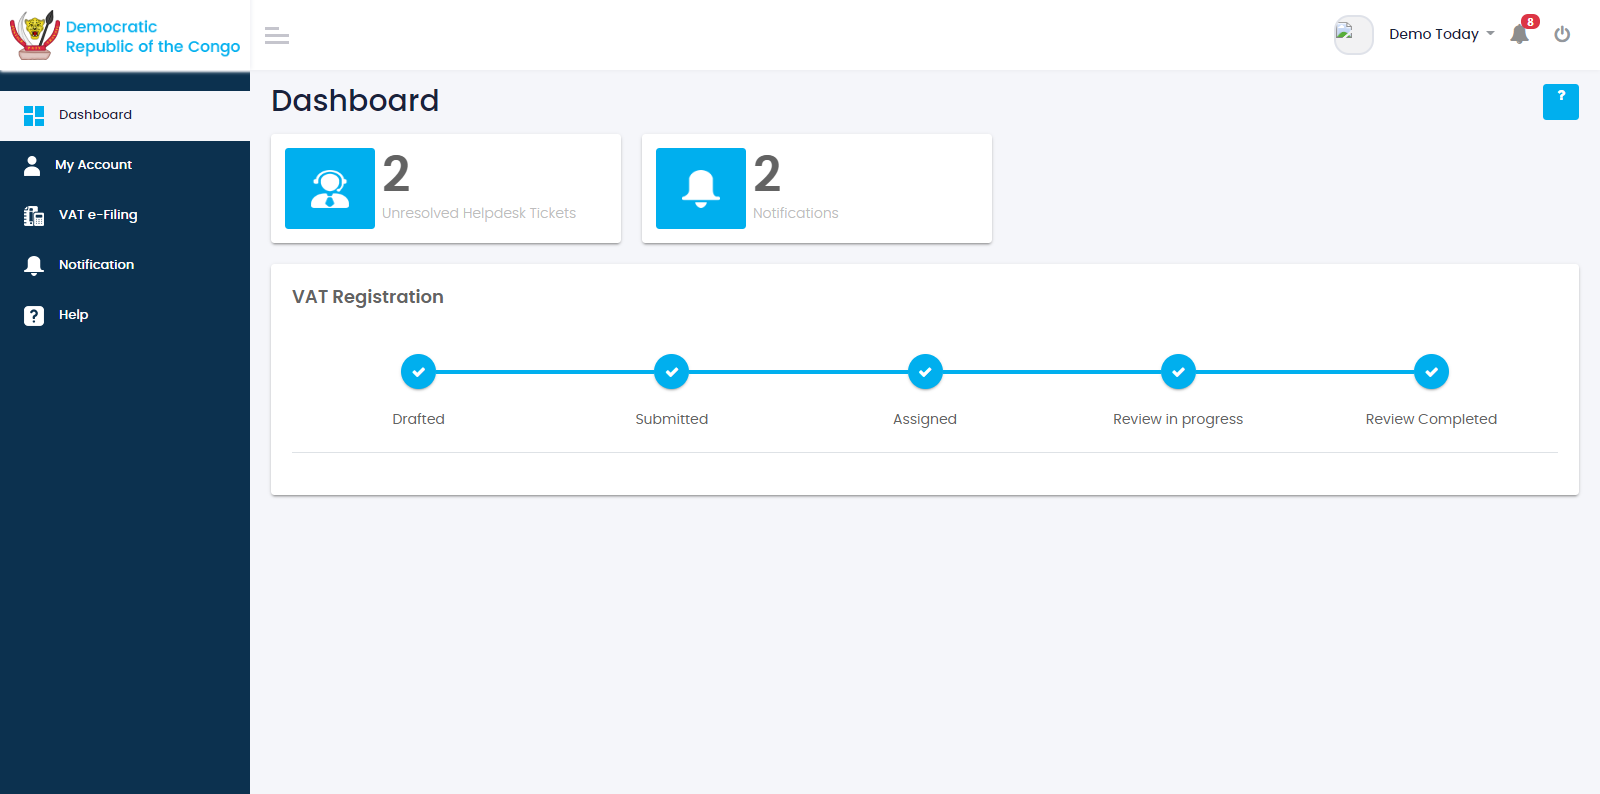 Democratic
Republic of the Congo
Demo Today
8
Dashboard
My Account
VAT e-Filing
Notification
Help
Dashboard
?
2
Unresolved Helpdesk Tickets
2
Notifications
VAT Registration
Drafted
Submitted
Assigned
Review in progress
Review Completed